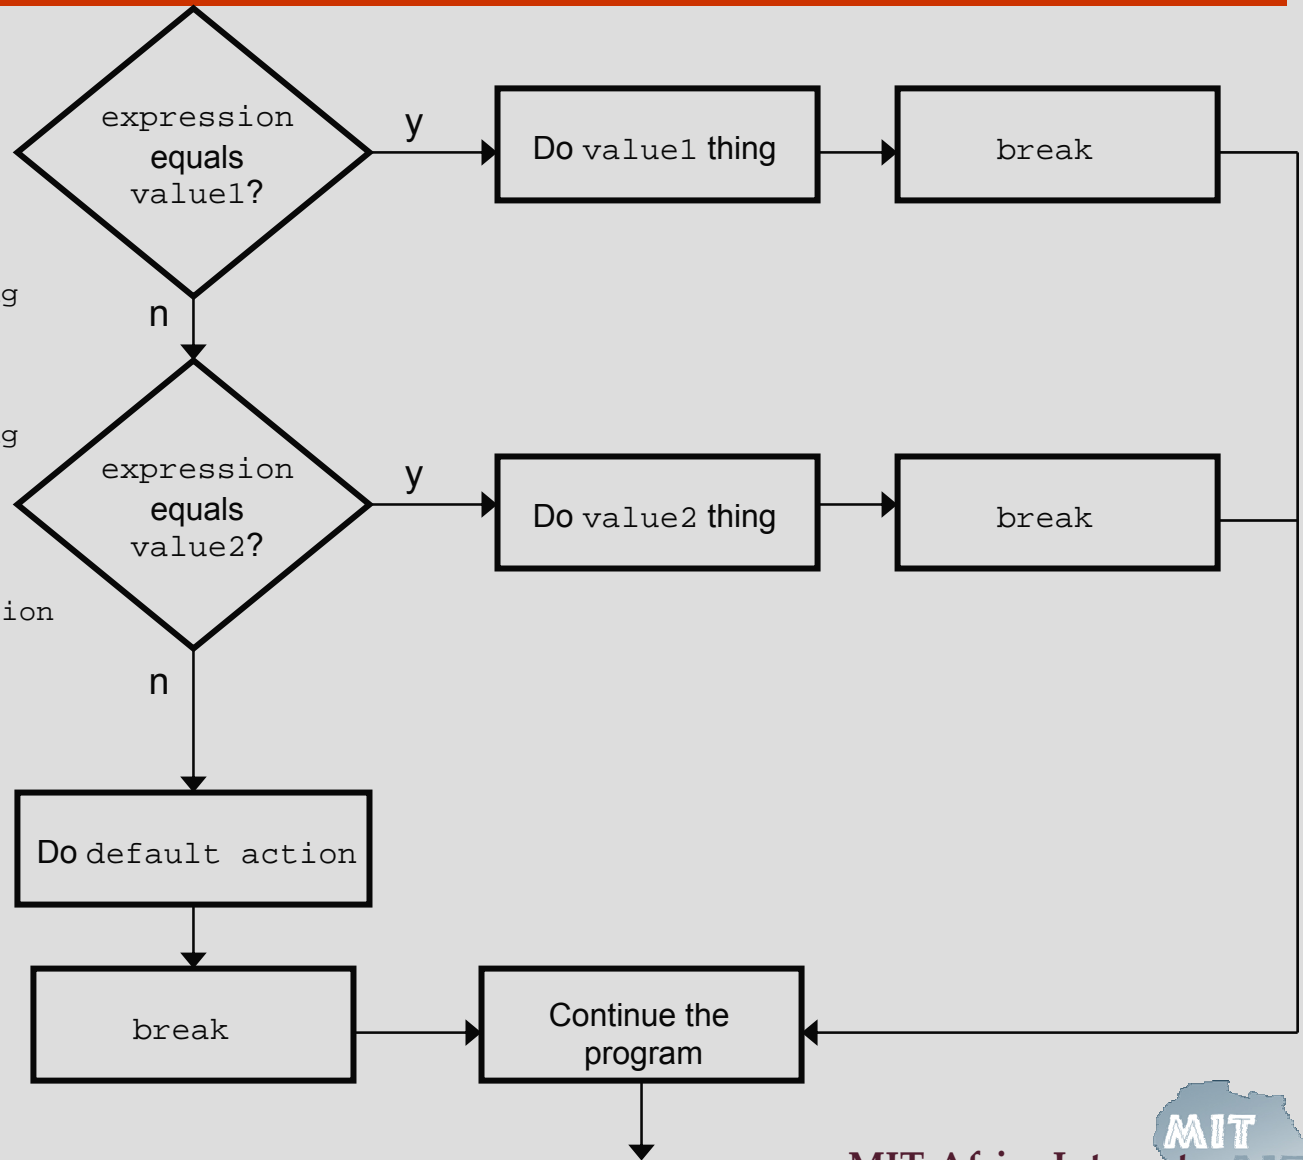 expression
equals
value1?
y
Do value1 thing
break
n
g
g
expression
equals
value2?
y
Do value2 thing
break
ion
n
Do default action
break
Continue the
program
MIT
MIT